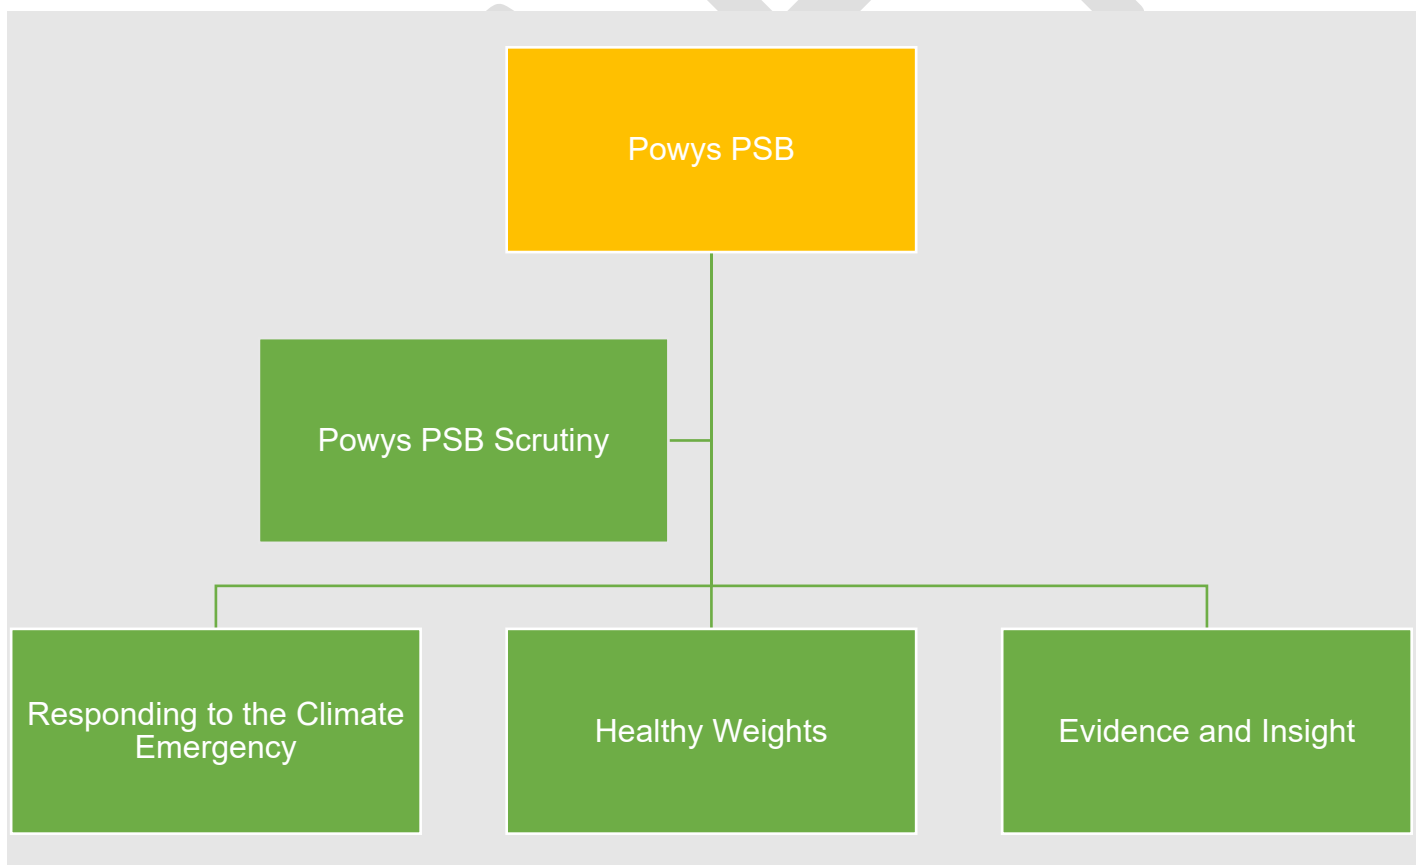 Powys PSB
Powys PSB Scrutiny
Responding to the Climate
Emergency
Healthy Weights
Evidence and Insight